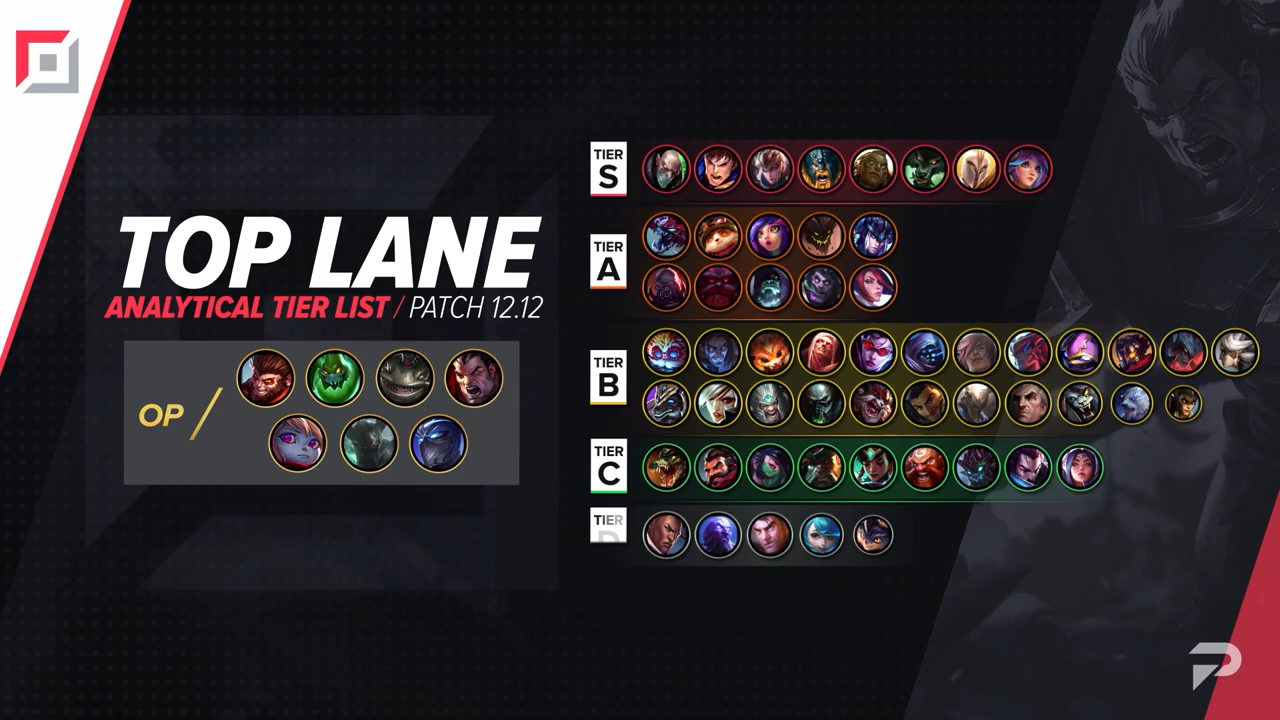 TOP LANE
ANALYTICAL TIER LIST / PATCH 12.12
OP /
TIER
S
TIER
A
TIER
B
TIER
C
TIER
D